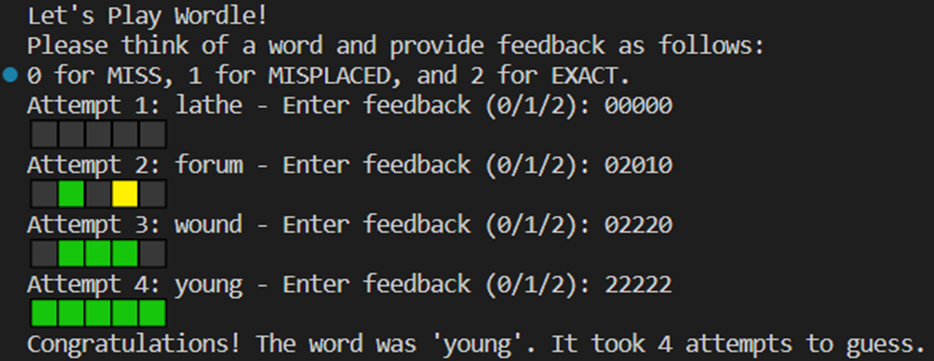 Let's Play Wordle!
Please think of a word and provide feedback as follows:
0 for MISS, 1 for MISPLACED, and 2 for EXACT.
Attempt 1: lathe - Enter feedback (0/1/2): 00000
Attempt 2: forum - Enter feedback (0/1/2): 02010
Attempt 3: wound - Enter feedback (0/1/2): 02220
Attempt 4: young - Enter feedback (0/1/2): 22222
Congratulations! The word was 'young'. It took 4 attempts to guess.